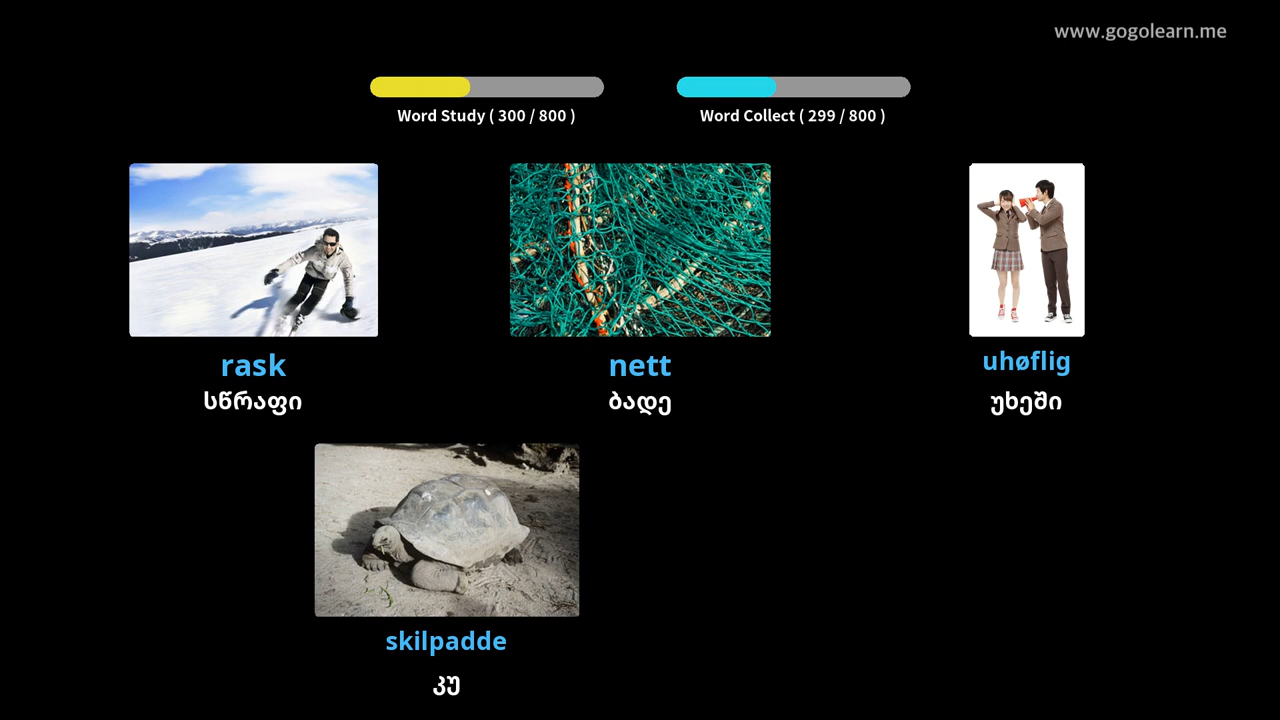 www.gogolearn.me
Word Study ( 300 / 800 )
Word Collect ( 299 / 800 )
rask
nett
uhøflig
სწრაფი
ბადე
უხეში
skilpadde
კუ